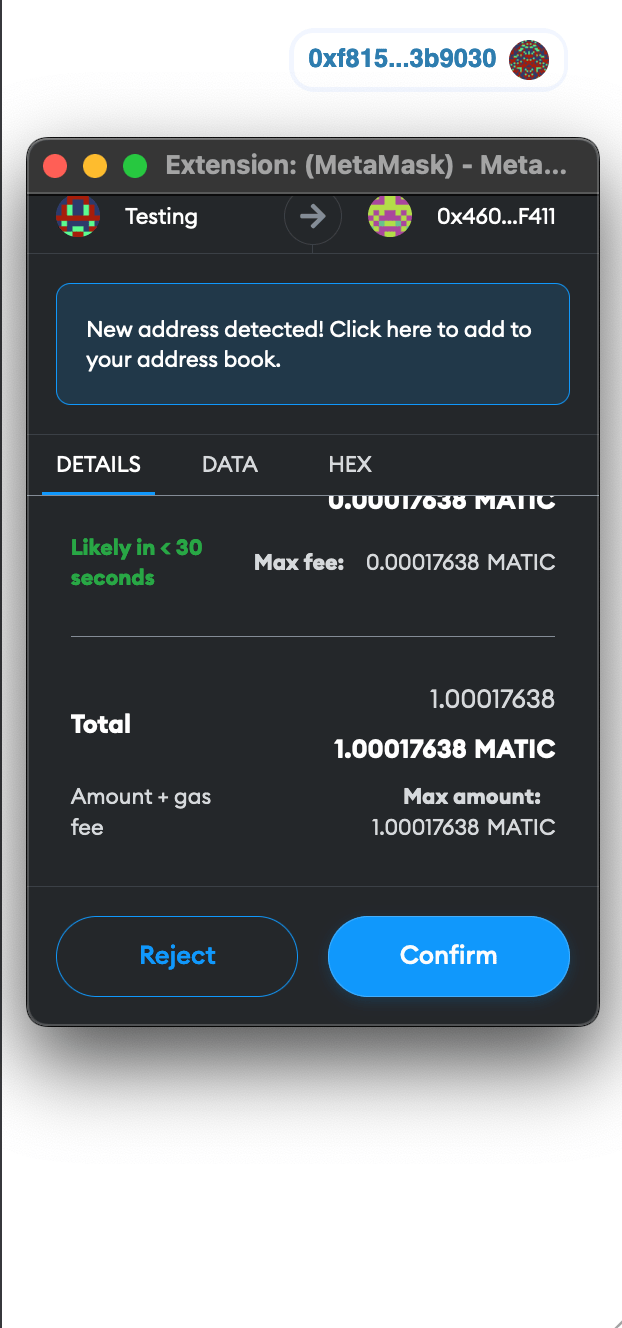 0xf815...3b9030
Extension: (MetaMask) - Meta...
Testing
0x460...F411
New address detected! Click here to add to
your address book.
DETAILS DATA HEX
0.00017638 MATIC
Likely in < 30
seconds
Max fee: 0.00017638 MATIC
1.00017638
Total
1.00017638 MATIC
Amount + gas
fee
Max amount:
1.00017638 MATIC
Reject
Confirm